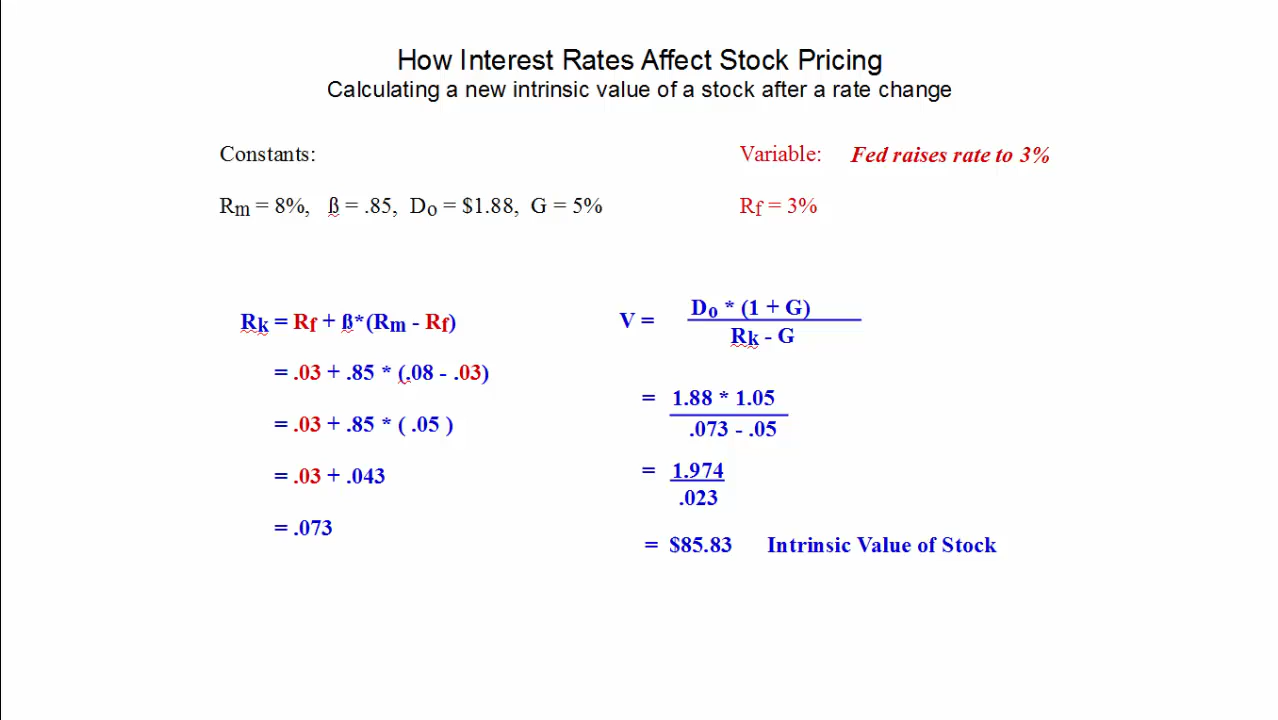 How Interest Rates Affect Stock Pricing
Calculating a new intrinsic value of a stock after a rate change
Constants:
Variable: Fed raises rate to 3%
Rm = 8%, ß = .85, Do = $1.88, G = 5%
Rf = 3%
Rk = Rf + ß*(Rm - Rf)
= .03 + .85 * (.08 - .03)
= .03 + .85 * ( .05 )
= .03 + .043
= .073
V = Do * (1 + G)
Rk - G
= 1.88 * 1.05
.073 - .05
= 1.974
.023
= $85.83 Intrinsic Value of Stock